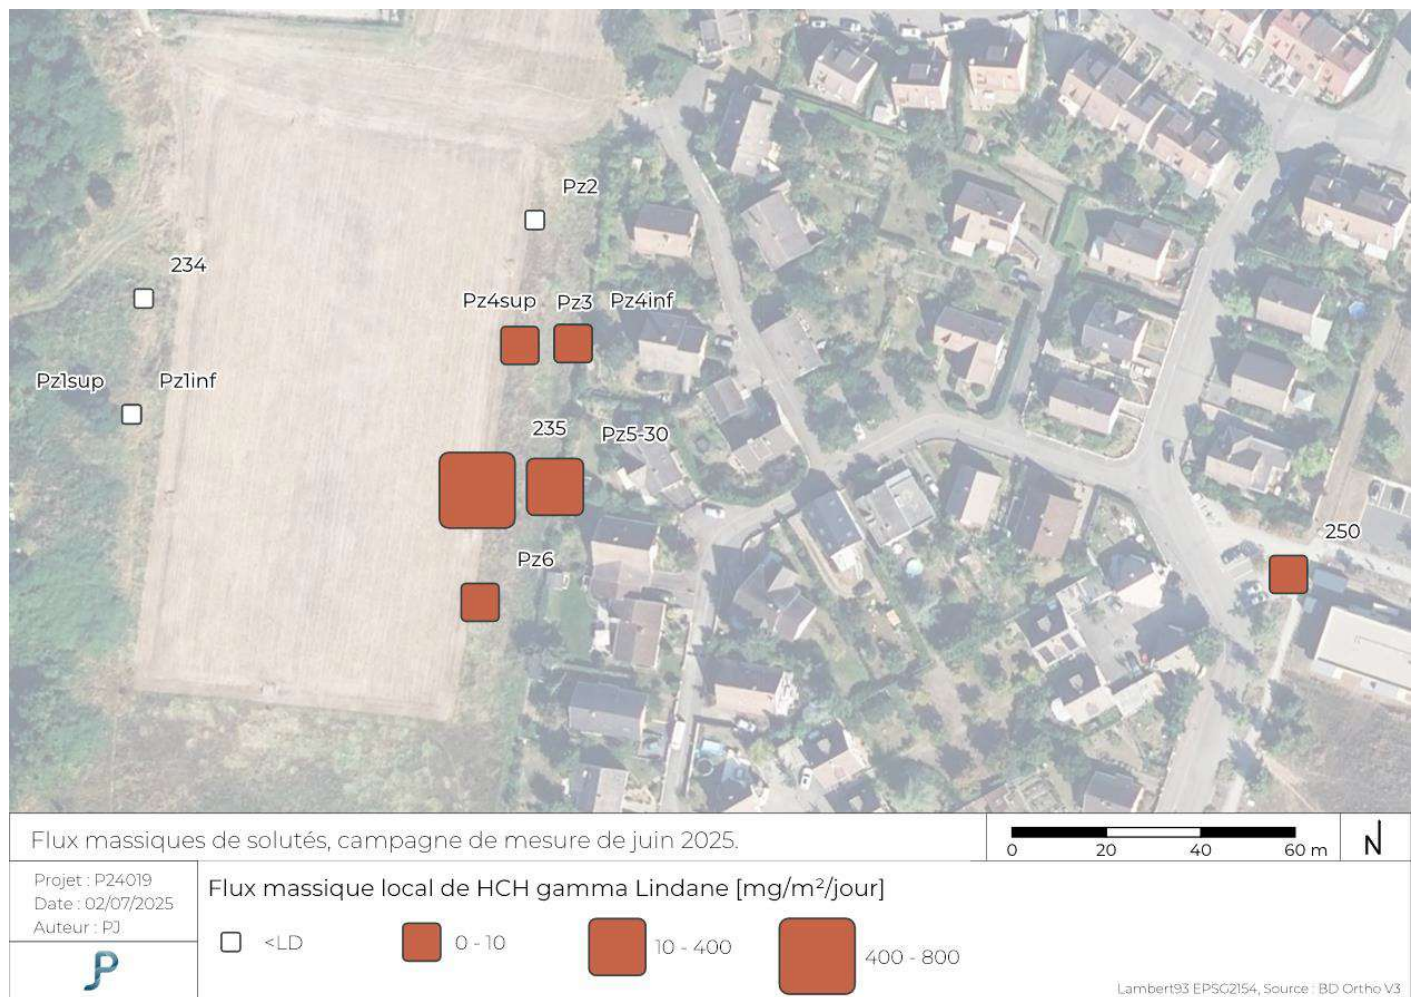 Pz2
234
Pz4sup
Pz3
Pz4inf
Pz1sup
Pz1inf
235
Pz5-30
250
Pz6
Flux massiques de solutés, campagne de mesure de juin 2025.
0 20 40 60 m
N
Projet : P24019
Date : 02/07/2025
Auteur : PJ
Flux massique local de HCH gamma Lindane [mg/m²/jour]
<LD
0 - 10
10 - 400
400 - 800
Lambert93 EPSG2154, Source : BD Ortho V3